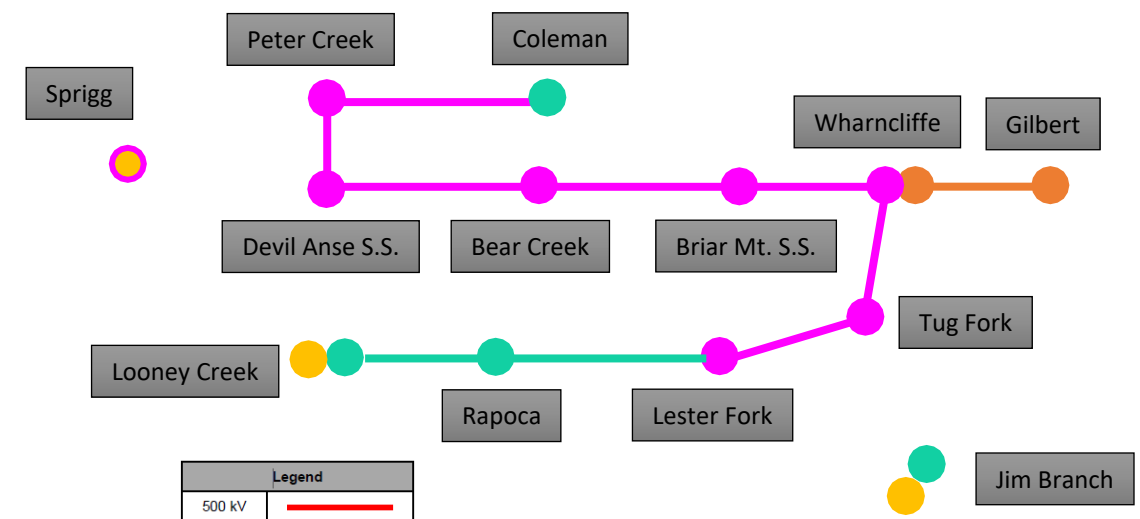 Peter Creek
Coleman
Sprigg
Wharncliffe
Gilbert
Devil Anse S.S.
Bear Creek
Briar Mt. S.S.
Tug Fork
Looney Creek
Rapoca
Lester Fork
Jim Branch
Legend
500 kV